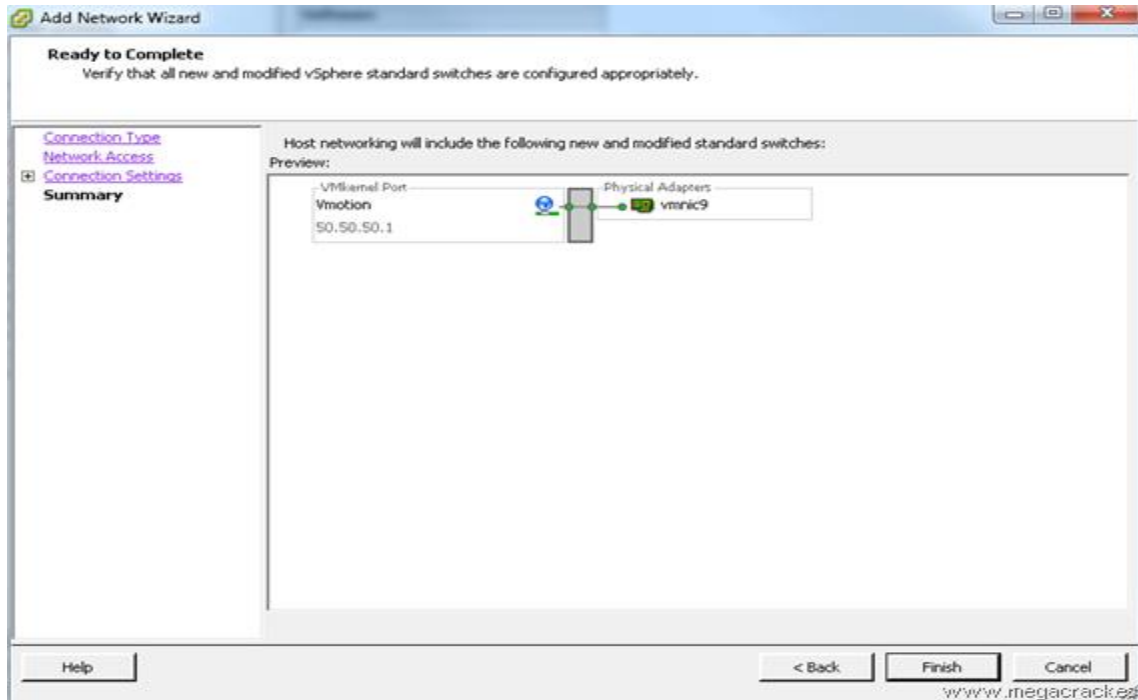 Add Network Wizard
Ready to Complete
Verify that all new and modified vSphere standard switches are configured appropriately.
Connection Type
Network Access
Connection Settings
Summary
Host networking will include the following new and modified standard switches:
Preview:
VMkernel Port
Vmotion
50.50.50.1
Physical Adapters
vmnic9
Help
< Back
Finish
Cancel
www.megacrack.es